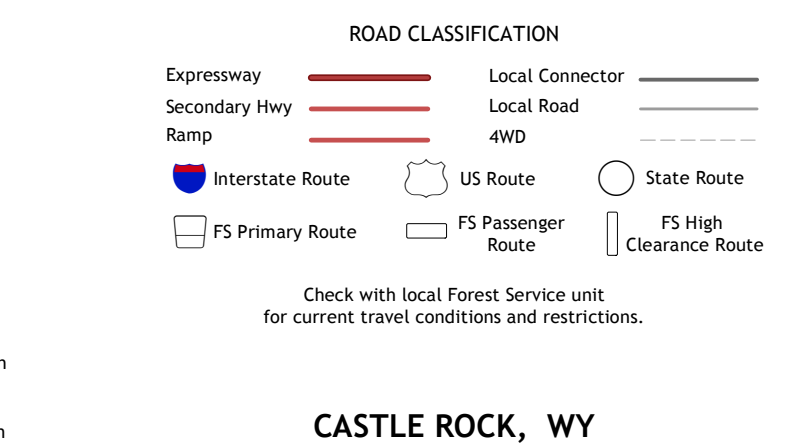 ROAD CLASSIFICATION
Expressway
Local Connector
Secondary Hwy
Local Road
Ramp
4WD
Interstate Route
US Route
State Route
FS Primary Route
FS Passenger
Route
FS High
Clearance Route
Check with local Forest Service unit
for current travel conditions and restrictions.
CASTLE ROCK, WY